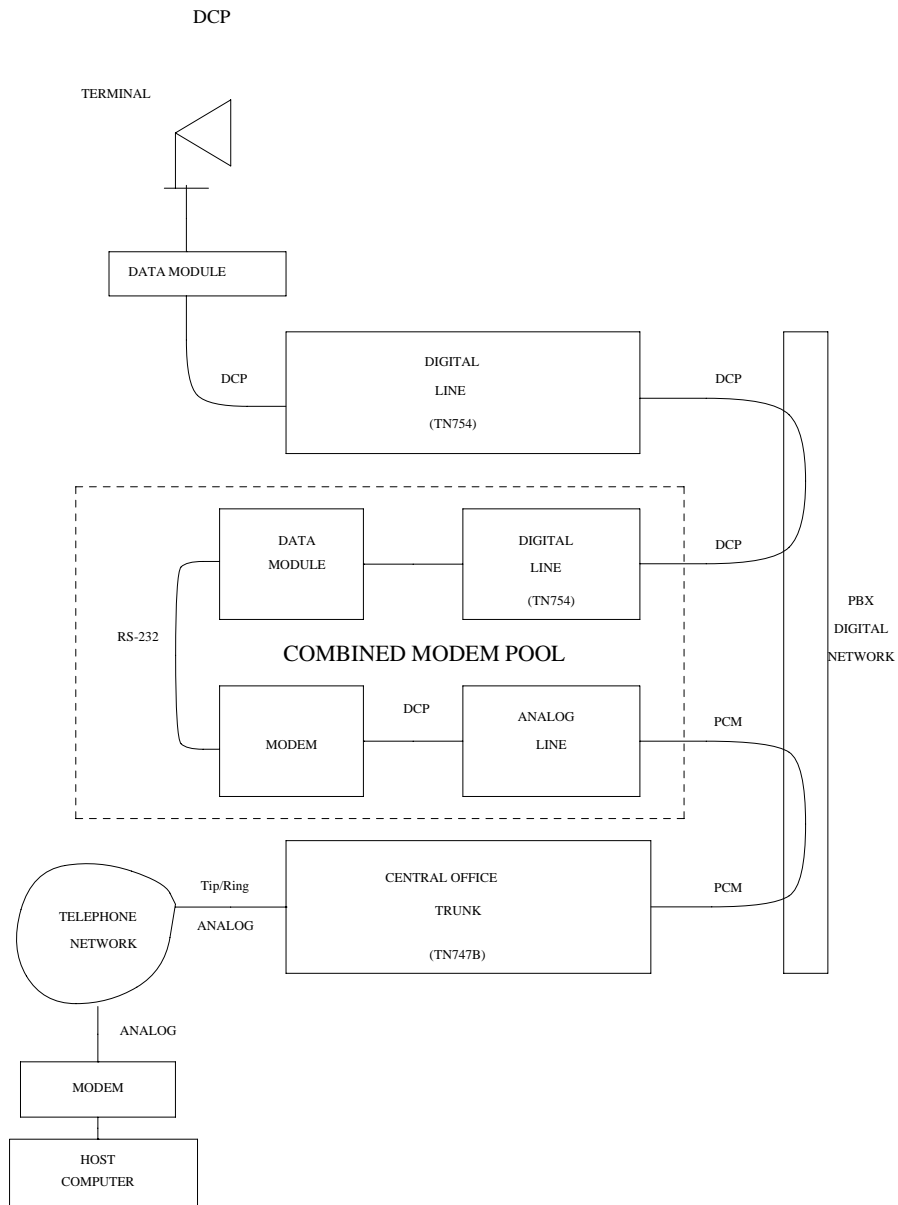 DCP
TERMINAL
DATA MODULE
DCP
DIGITAL
LINE
(TN754)
DCP
DATA
MODULE
DIGITAL
LINE
(TN754)
DCP
RS-232
COMBINED MODEM POOL
PBX
DIGITAL
NETWORK
MODEM
DCP
ANALOG
LINE
PCM
TELEPHONE
NETWORK
Tip/Ring
ANALOG
CENTRAL OFFICE
TRUNK
(TN747B)
PCM
ANALOG
MODEM
HOST
COMPUTER